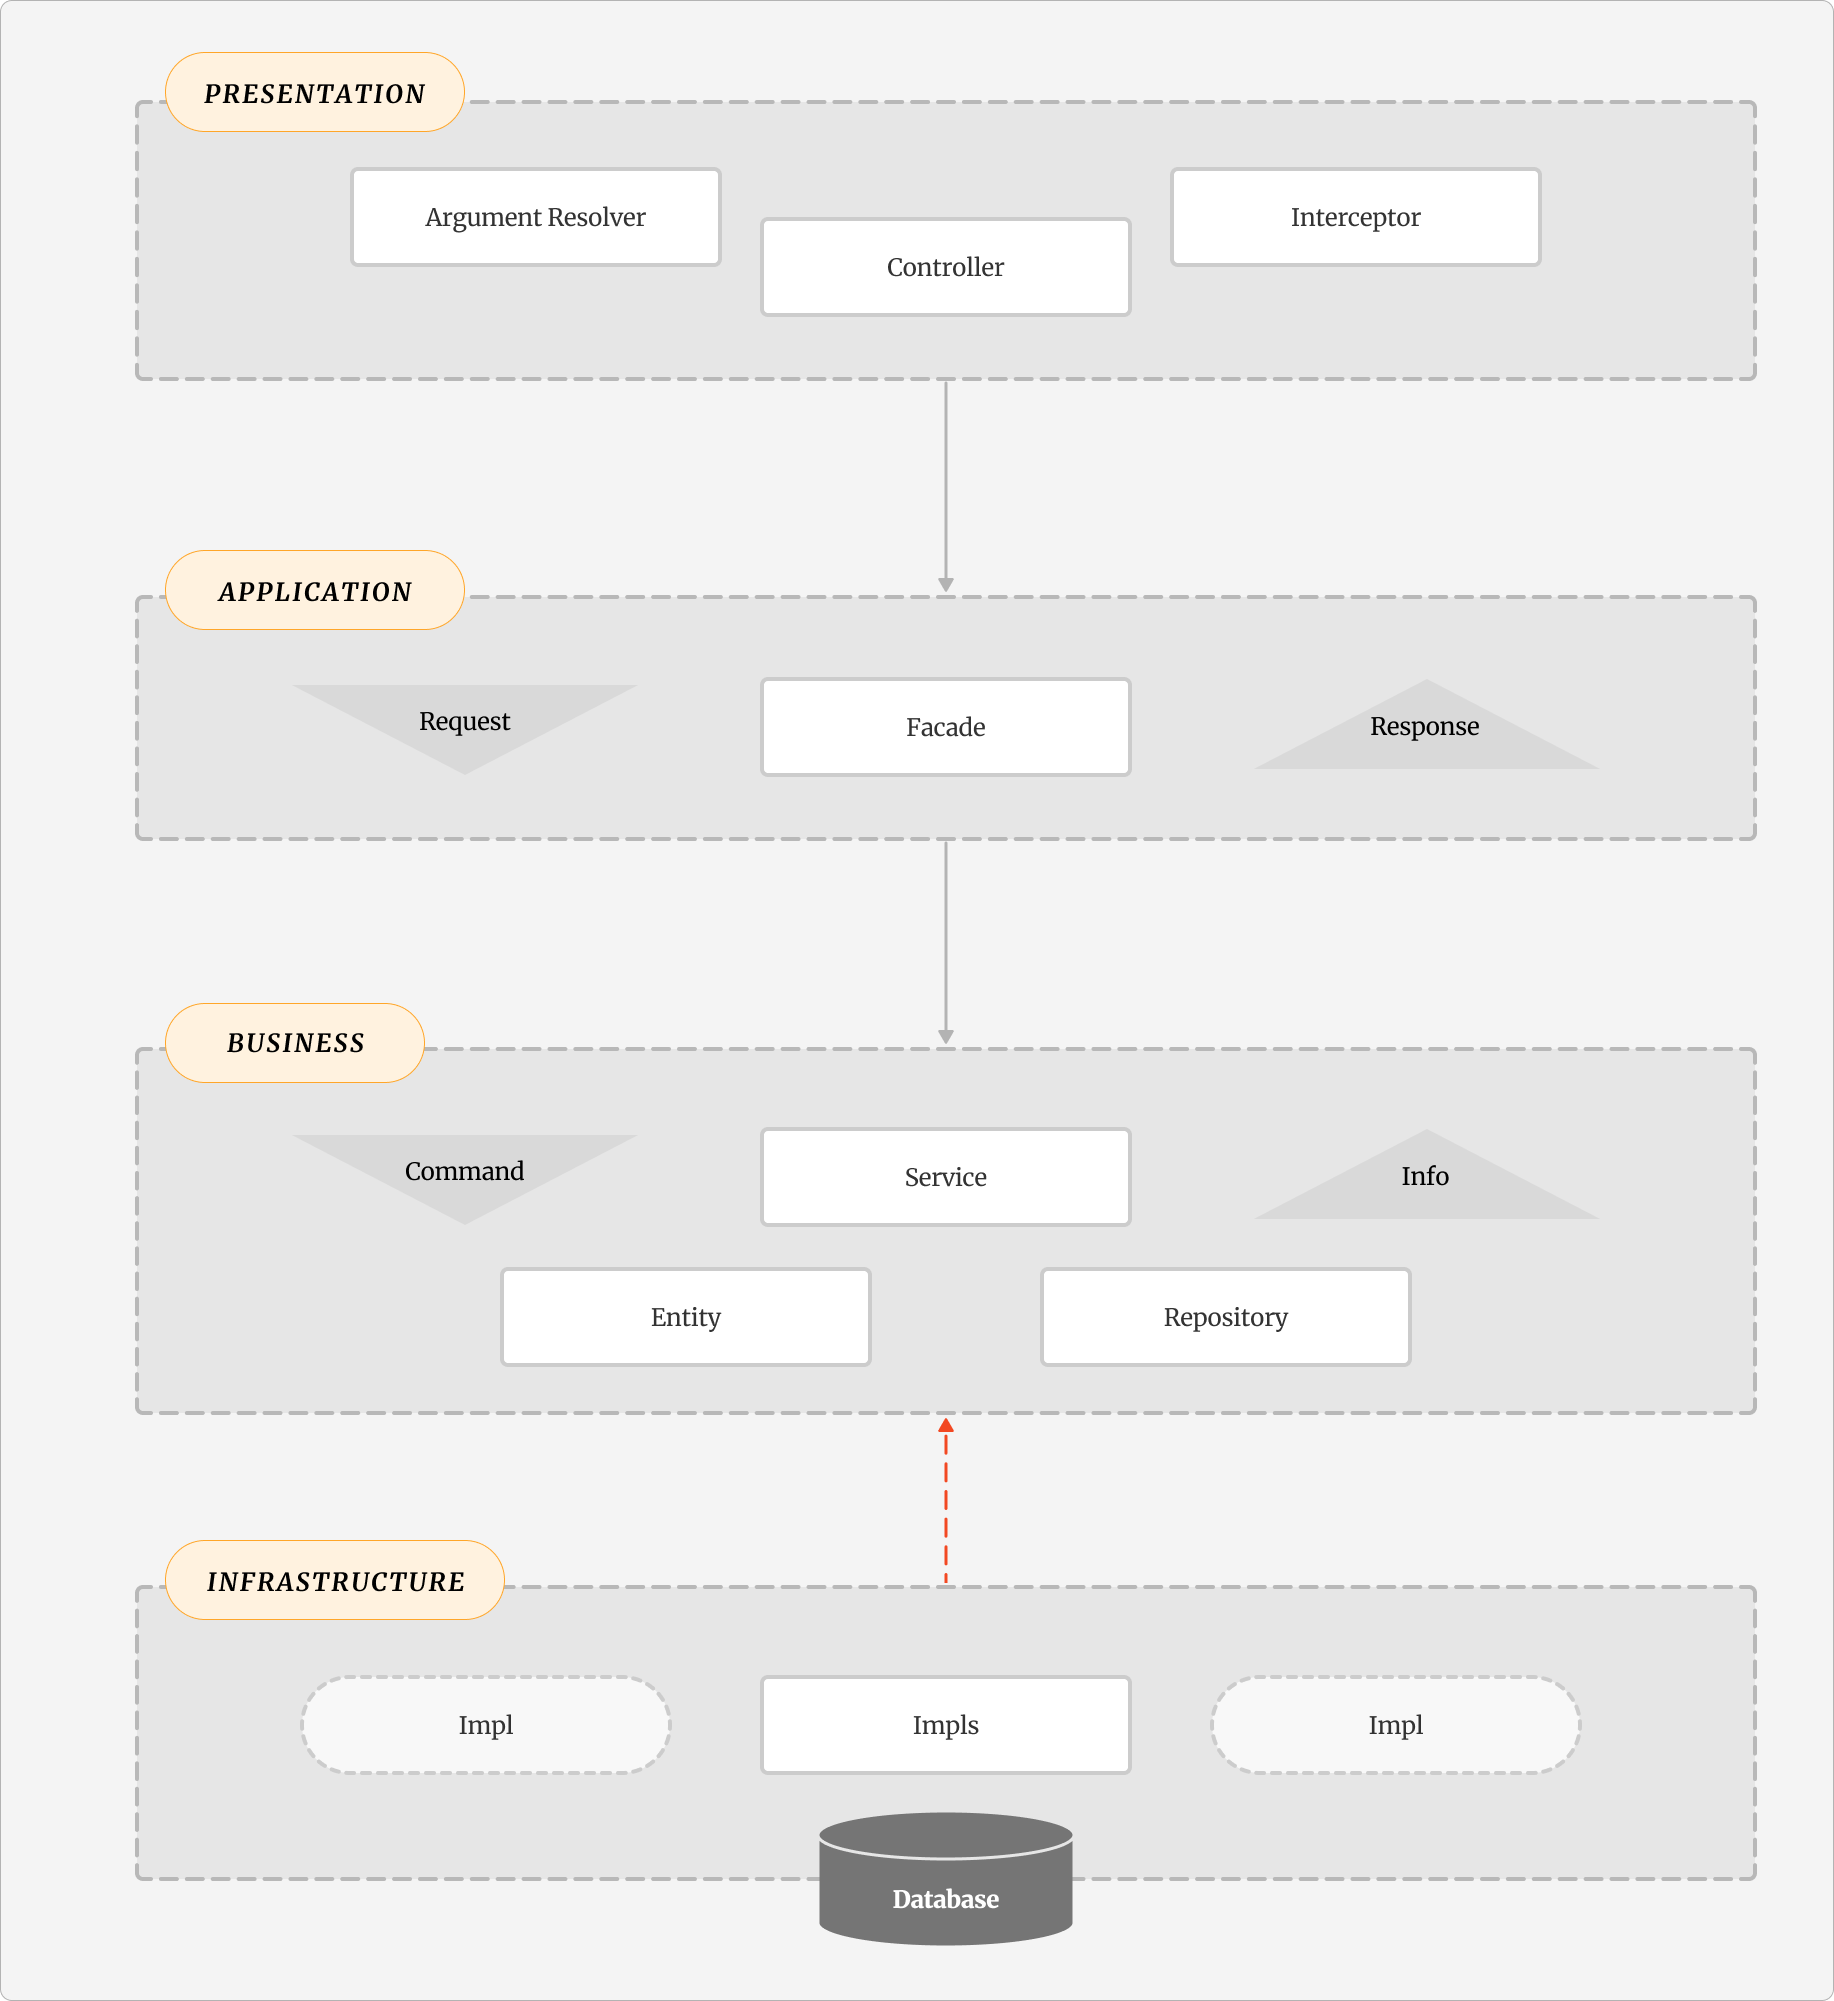 PRESENTATION
Argument Resolver
Controller
Interceptor
APPLICATION
Request
Facade
Response
BUSINESS
Command
Service
Info
Entity
Repository
INFRASTRUCTURE
Impl
Impls
Impl
Database